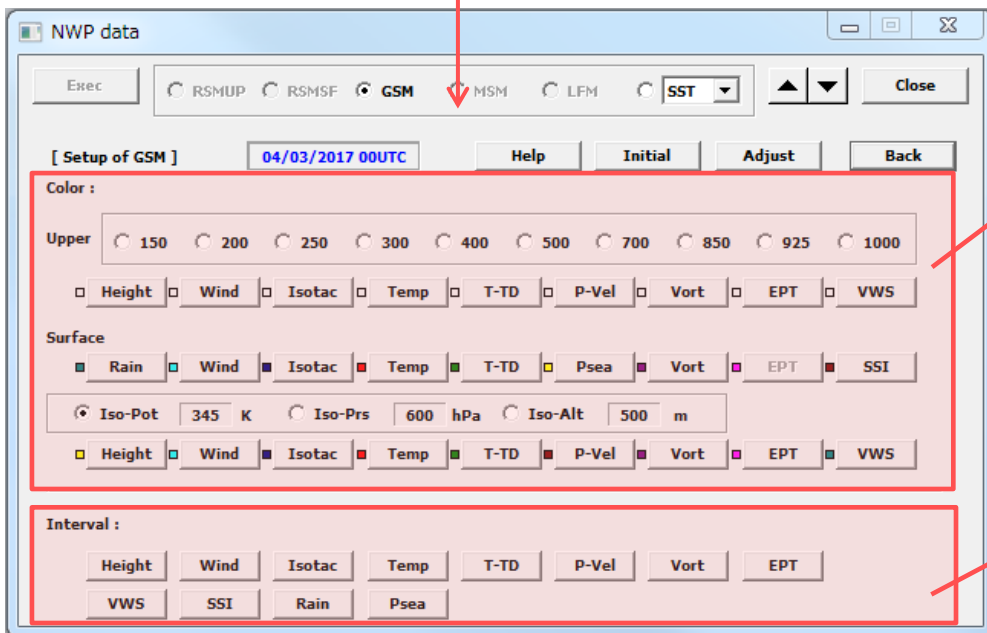 NWP data
Exec RSMUP RSMSF GSM MSM LFM SST Close
[ Setup of GSM ] 04/03/2017 00UTC Help Initial Adjust Back
Color :
Upper 150 200 250 300 400 500 700 850 925 1000
Height Wind Isotac Temp T-TD P-Vel Vort EPT VWS
Surface
Rain Wind Isotac Temp T-TD Psea Vort EPT SSI
Iso-Pot 345 K Iso-Prs 600 hPa Iso-Alt 500 m
Height Wind Isotac Temp T-TD P-Vel Vort EPT VWS
Interval :
Height Wind Isotac Temp T-TD P-Vel Vort EPT
VWS SSI Rain Psea